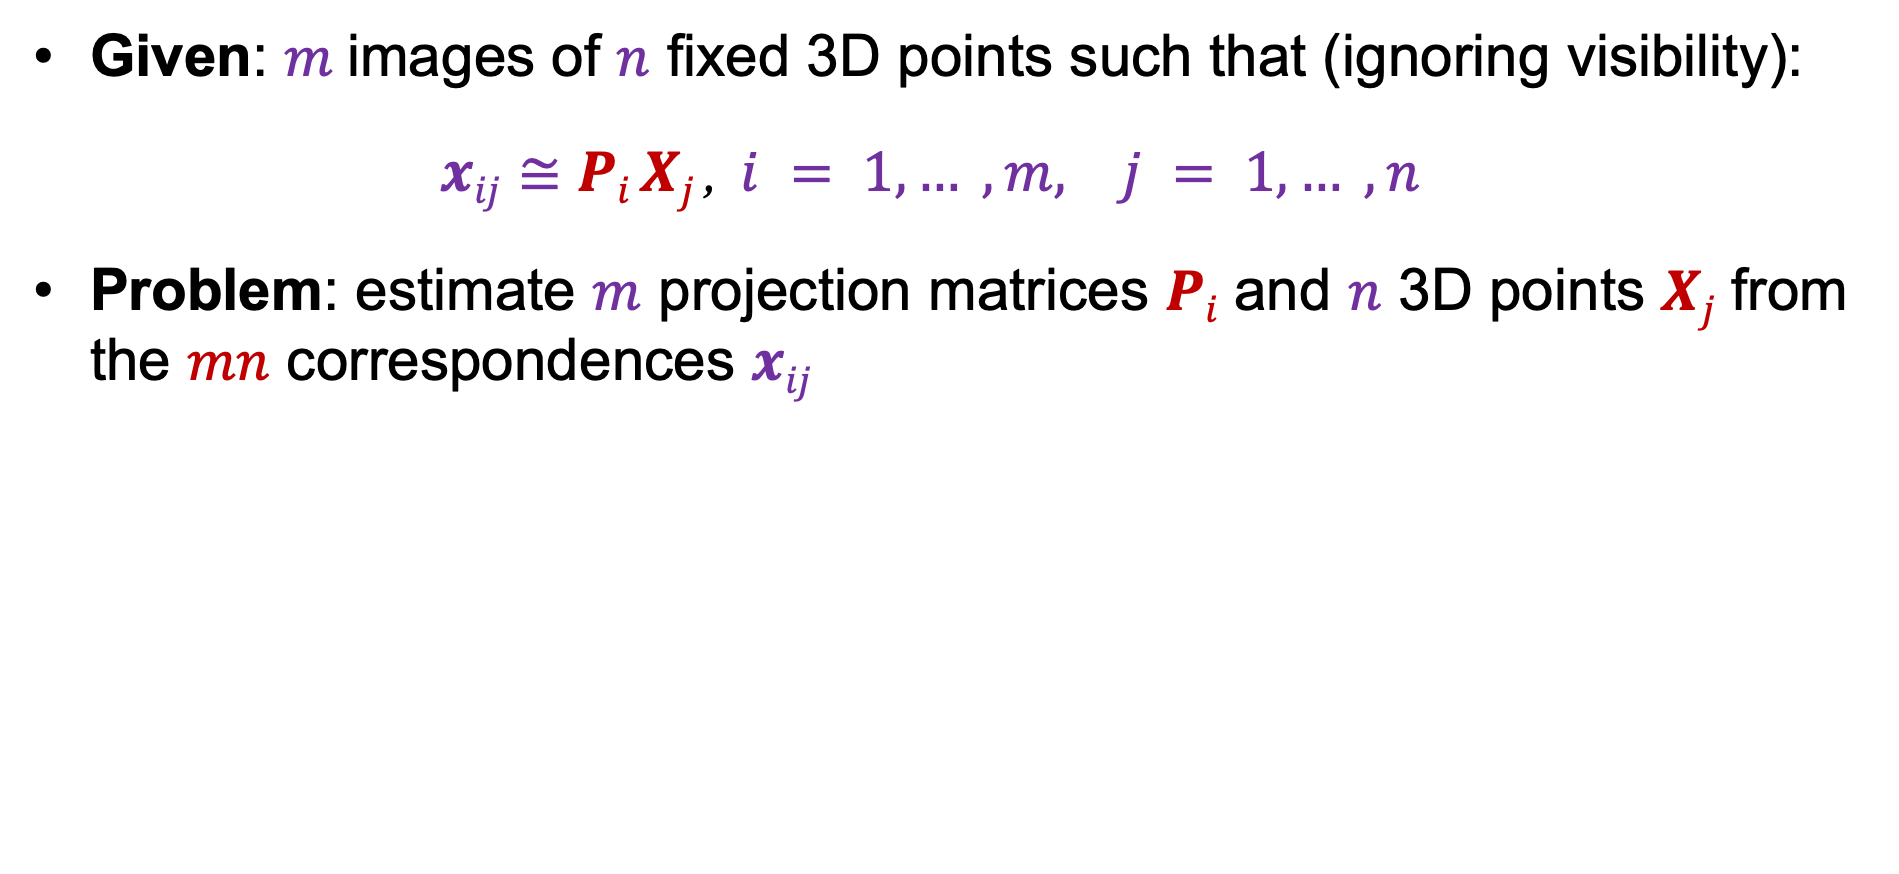 • Given: m images of n fixed 3D points such that (ignoring visibility):
x_ij ≅ P_i X_j, i = 1, … , m, j = 1, … , n
• Problem: estimate m projection matrices P_i and n 3D points X_j from
the mn correspondences x_ij